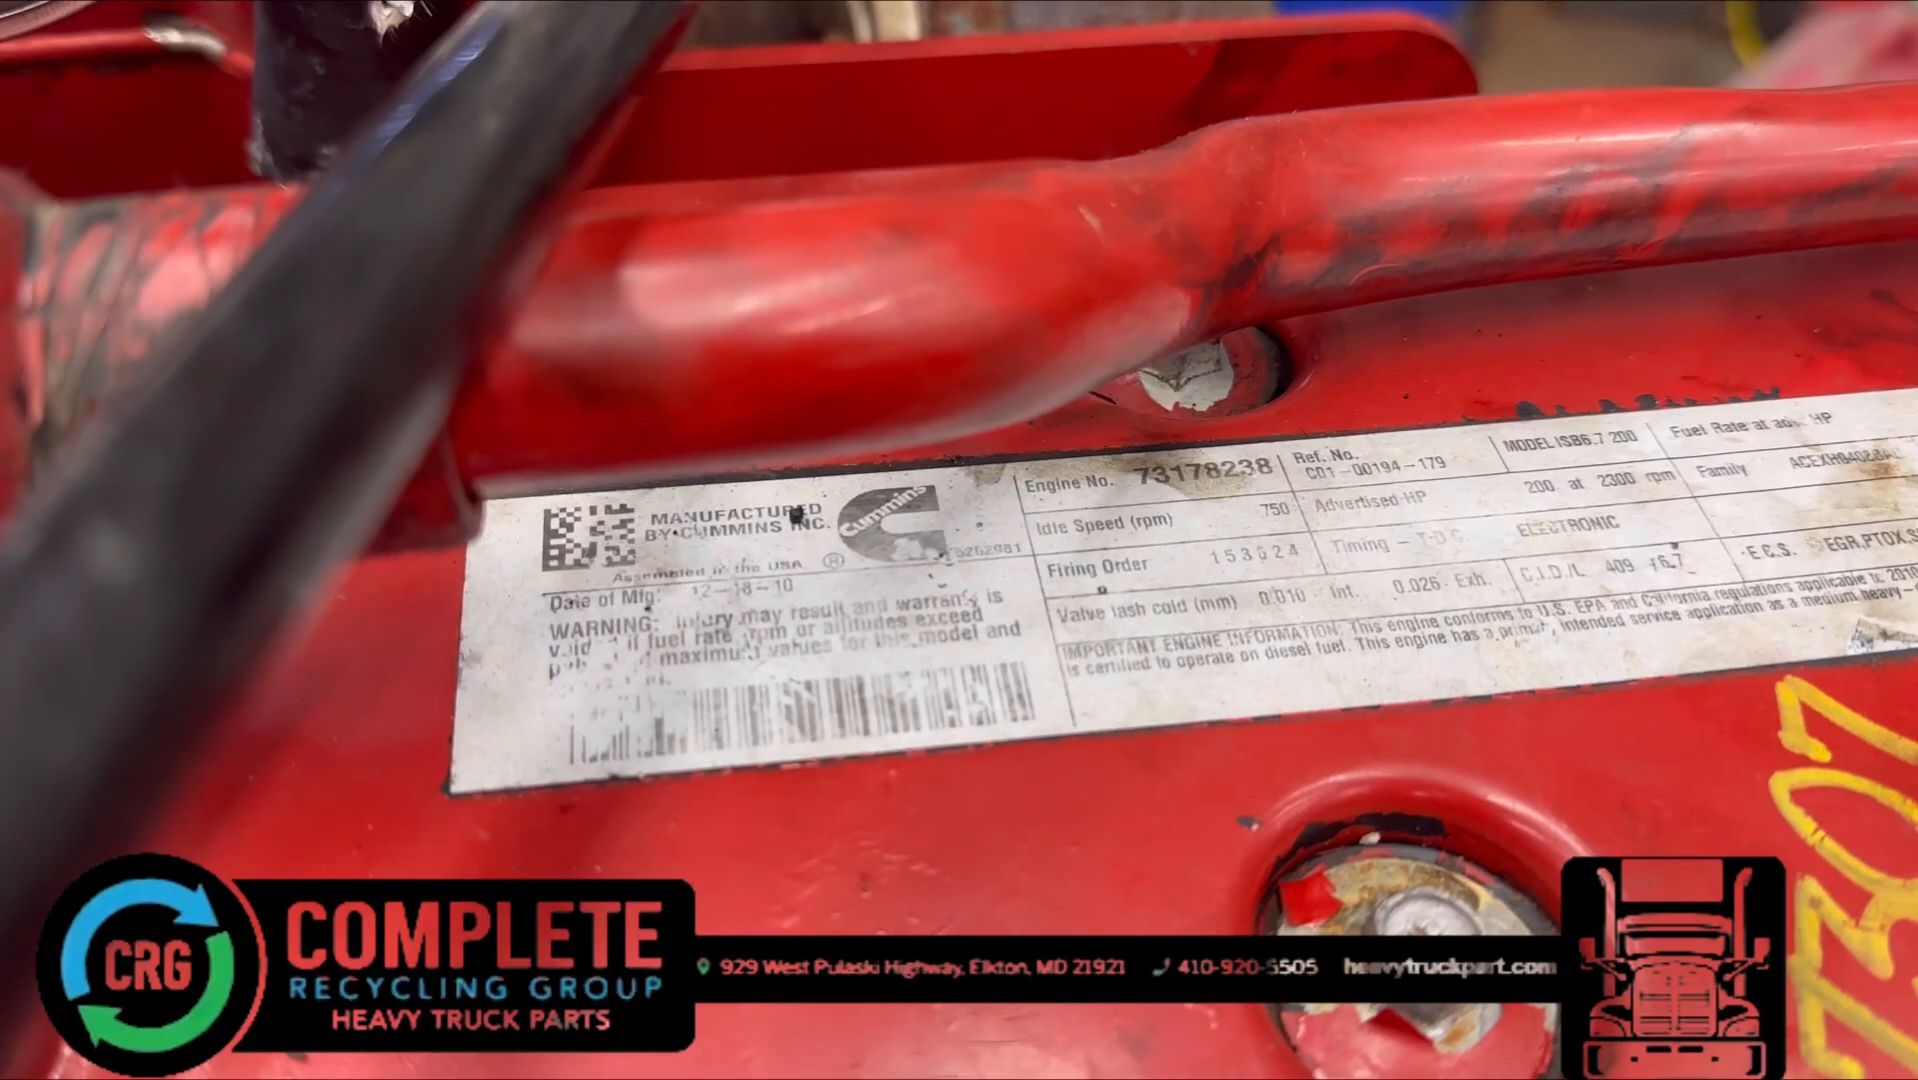 MANUFACTURED
BY CUMMINS INC.
Cummins
®
5262981
Assembled in the USA
Date of Mfg: 12-18-10
WARNING: Injury may result and warranty is
void if if fuel rate, rpm or altitudes exceed
maximum values for this model and
Engine No. 73178238
Ref. No.
C01-00194-179
MODEL ISB6.7 200
Fuel Rate at adv. HP
Idle Speed (rpm) 750
Advertised HP 200 at 2300 rpm
Family
Firing Order 153624
Timing - T·D·C ELECTRONIC
Valve lash cold (mm) 0.010 Int. 0.026 Exh.
C.I.D./L 409 / 6.7
E.C.S. EGR,PTOX,
IMPORTANT ENGINE INFORMATION: This engine conforms to U.S. EPA and California regulations applicable to 2010
is certified to operate on diesel fuel. This engine has a primary intended service application as a medium heavy-
T307
CRG
COMPLETE
RECYCLING GROUP
HEAVY TRUCK PARTS
929 West Pulaski Highway, Elkton, MD 21921
410-920-5505
heavytruckpart.com